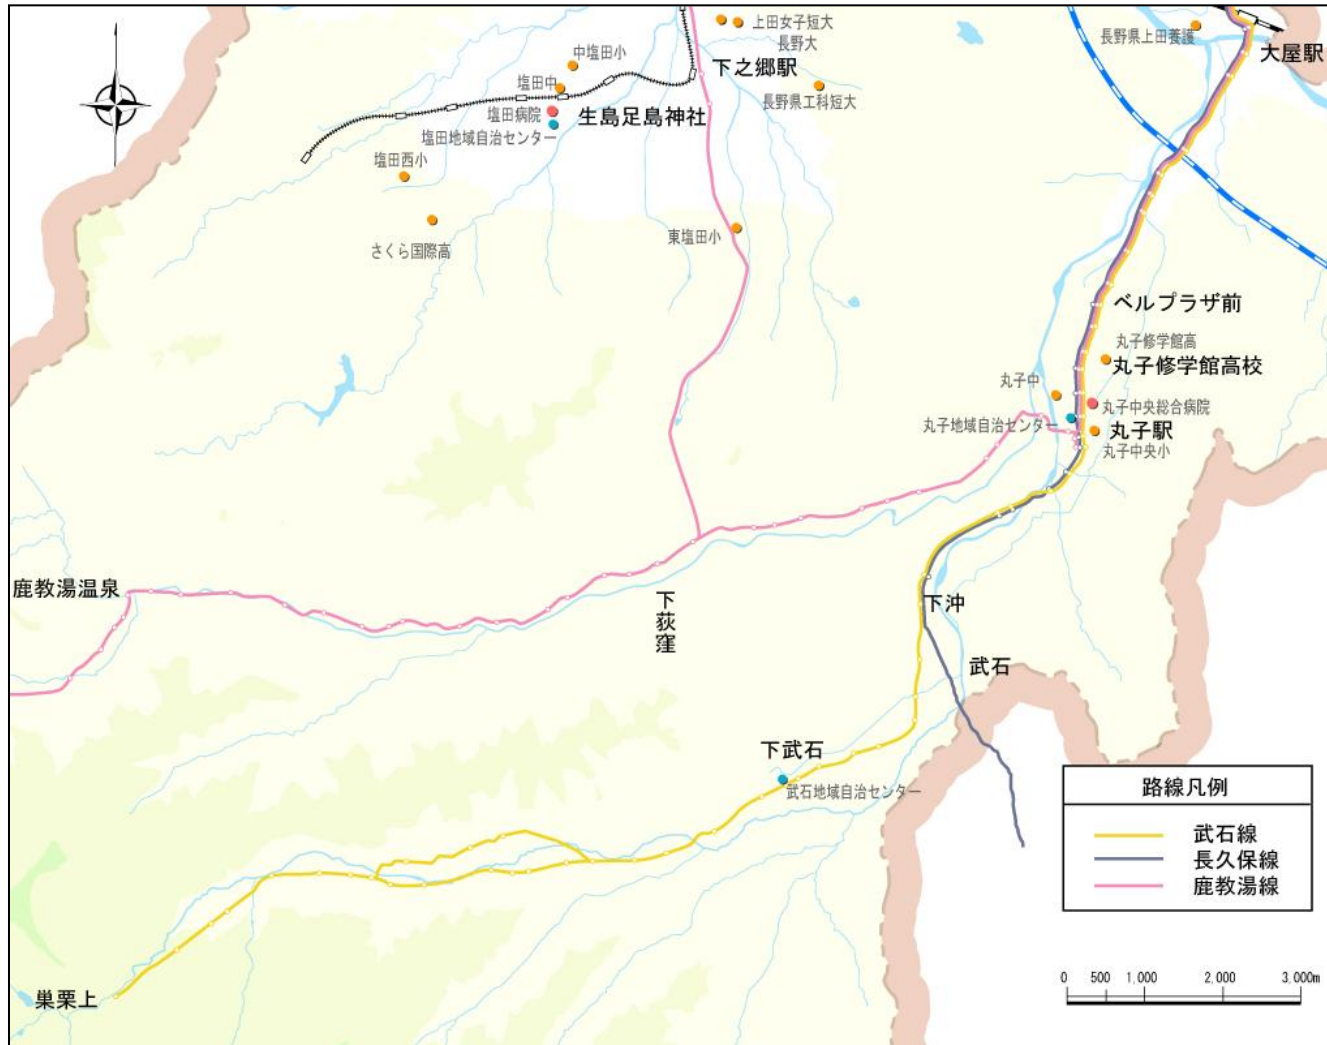 上田女子短大
長野県上田養護
長野大
中塩田小
大屋駅
下之郷駅
塩田中
長野県工科短大
塩田病院
生島足島神社
塩田地域自治センター
塩田西小
東塩田小
さくら国際高
ベルプラザ前
丸子修学館高
丸子修学館高校
丸子中
丸子中央総合病院
丸子地域自治センター
丸子駅
丸子中央小
鹿教湯温泉
下荻窪
下沖
武石
下武石
武石地域自治センター
路線凡例
武石線
長久保線
鹿教湯線
0 500 1,000 2,000 3,000m
巣栗上